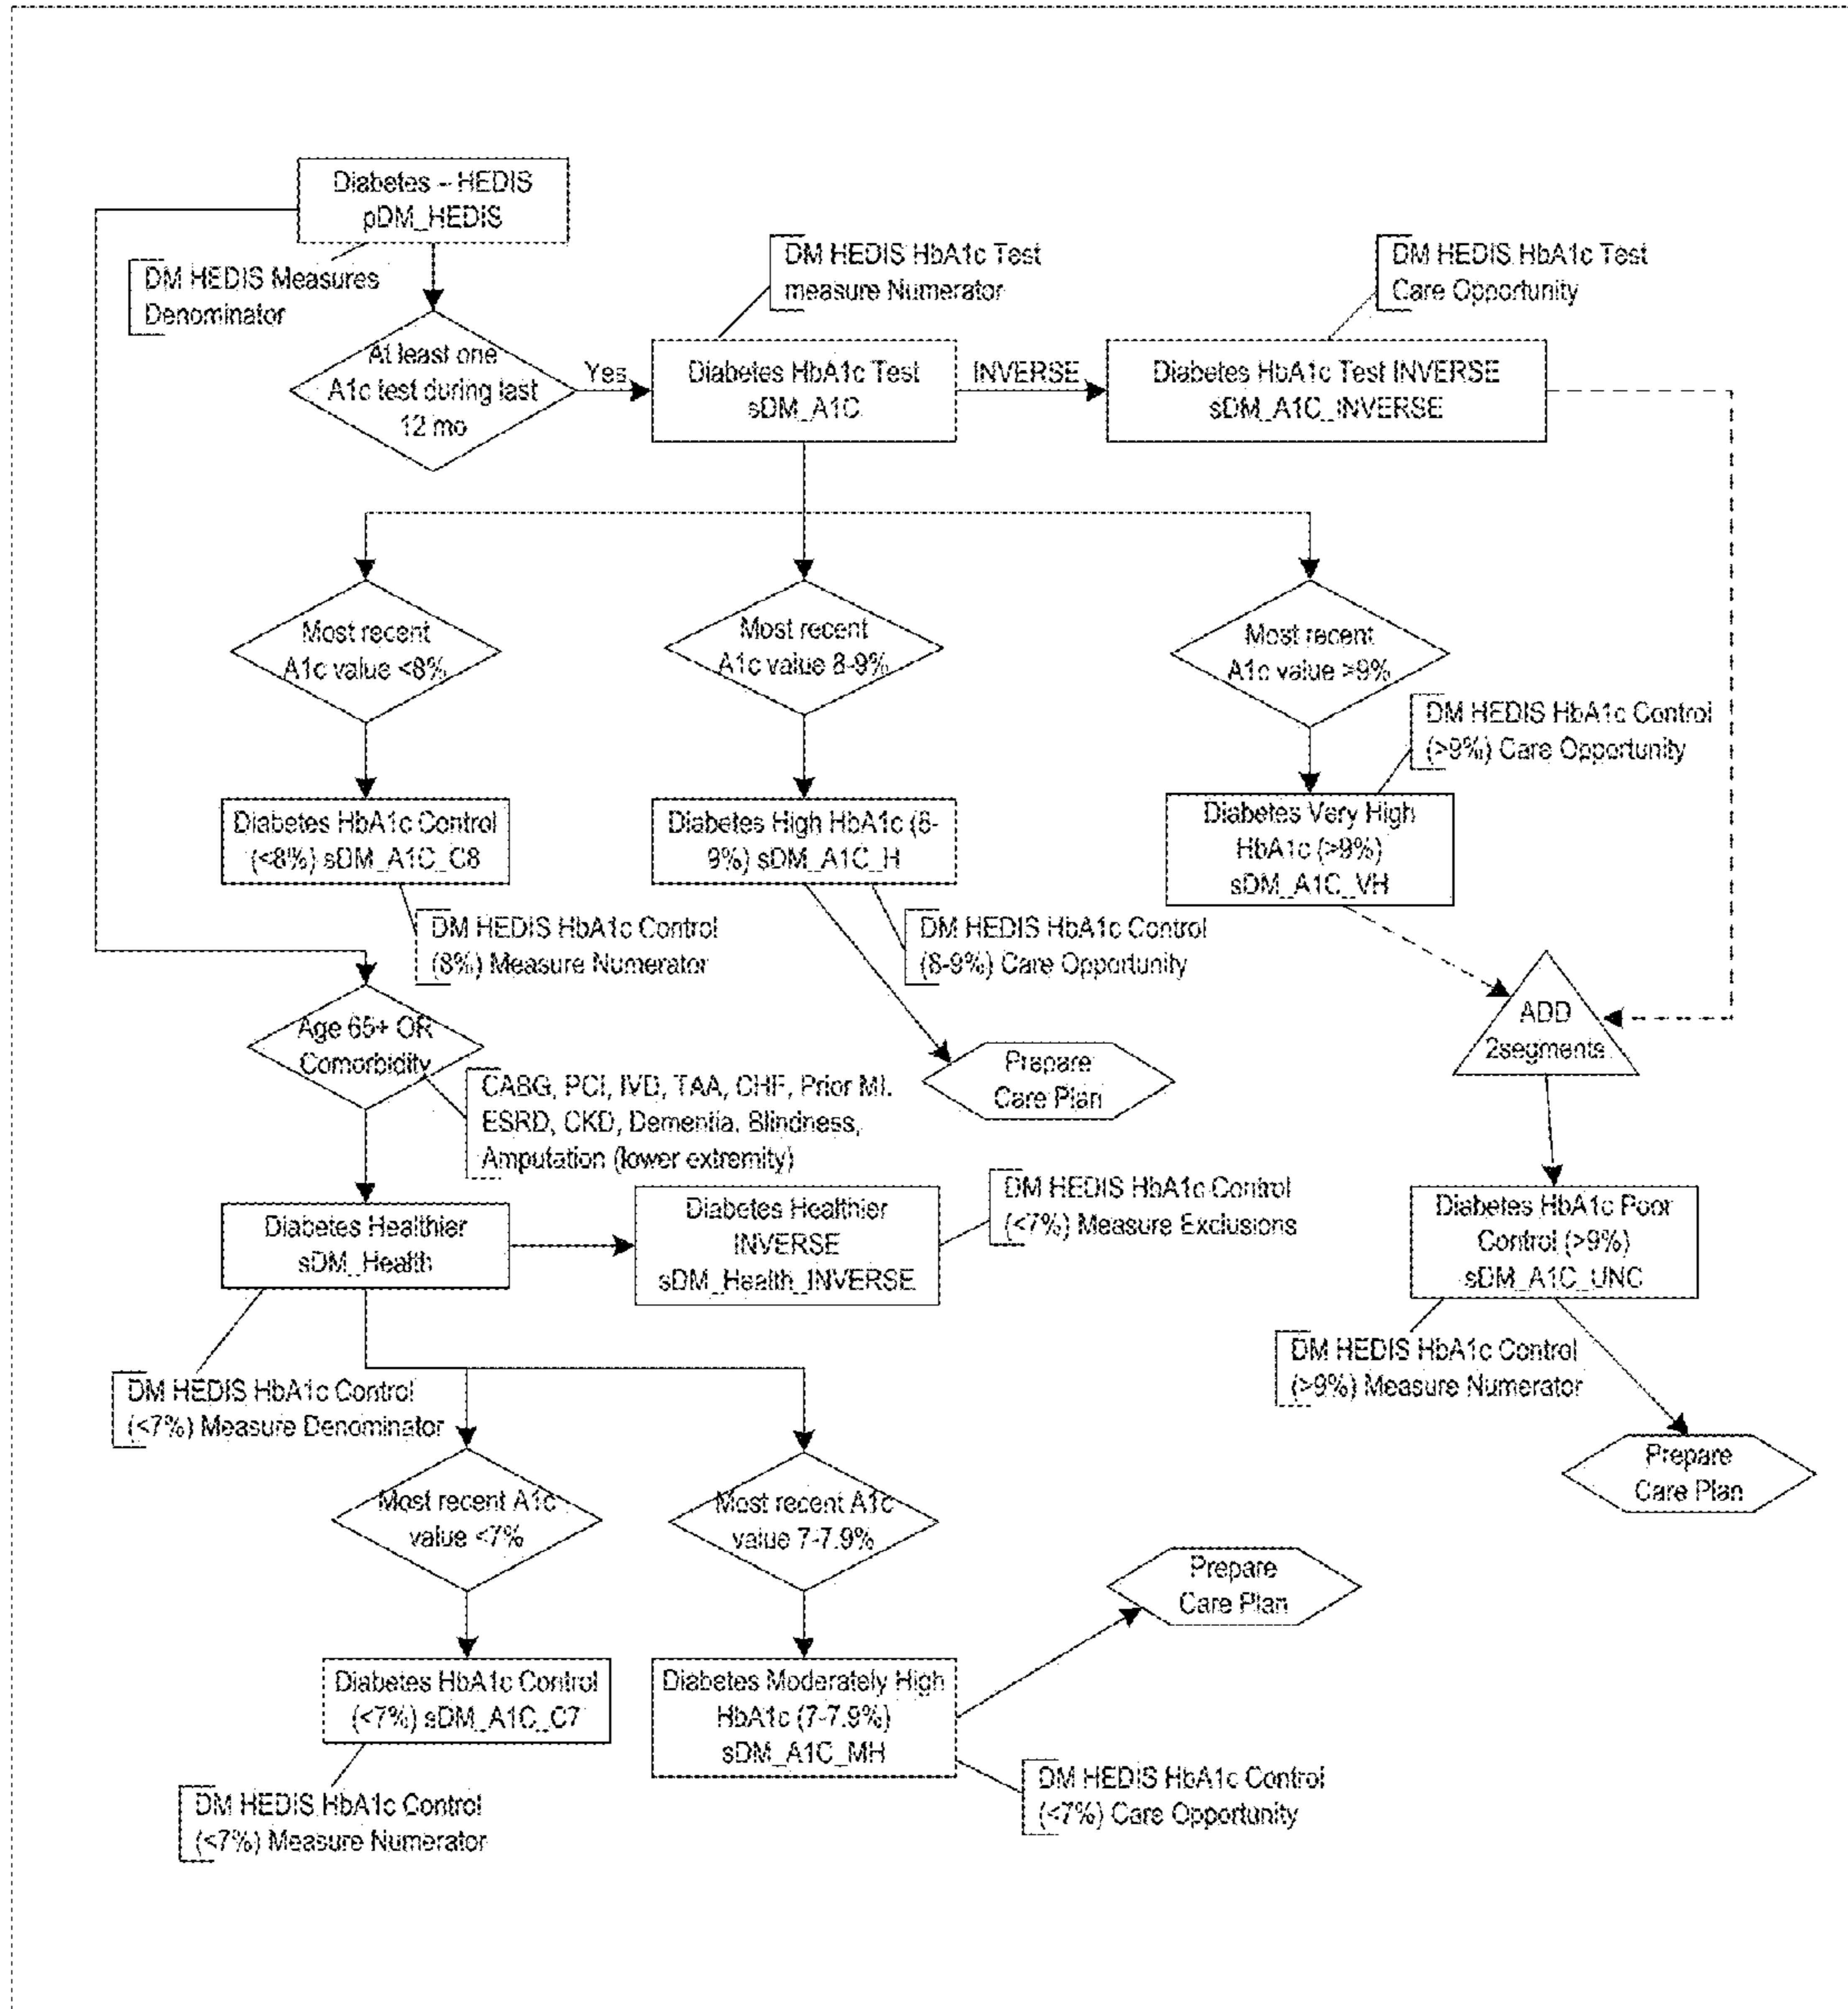 Diabetes – HEDIS
pDM_HEDIS
DM HEDIS Measures
Denominator
DM HEDIS HbA1c Test
measure Numerator
DM HEDIS HbA1c Test
Care Opportunity
At least one
A1c test during last
12 mo
Yes
Diabetes HbA1c Test
sDM_A1C
INVERSE
Diabetes HbA1c Test INVERSE
sDM_A1C_INVERSE
Most recent
A1c value <8%
Most recent
A1c value 8-9%
Most recent
A1c value >9%
DM HEDIS HbA1c Control
(>9%) Care Opportunity
Diabetes HbA1c Control
(<8%) sDM_A1C_C8
Diabetes High HbA1c (8-
9%) sDM_A1C_H
Diabetes Very High
HbA1c (>9%)
sDM_A1C_VH
DM HEDIS HbA1c Control
(8%) Measure Numerator
DM HEDIS HbA1c Control
(8-9%) Care Opportunity
ADD
2segments
Age 65+ OR
Comorbidity
CABG, PCI, IVD, TAA, CHF, Prior MI.
ESRD, CKD, Dementia. Blindness,
Amputation (lower extremity)
Prepare
Care Plan
Diabetes Healthier
sDM_Health
Diabetes Healthier
INVERSE
sDM_Health_INVERSE
DM HEDIS HbA1c Control
(<7%) Measure Exclusions
Diabetes HbA1c Poor
Control (>9%)
sDM_A1C_UNC
DM HEDIS HbA1c Control
(>9%) Measure Numerator
DM HEDIS HbA1c Control
(<7%) Measure Denominator
Prepare
Care Plan
Most recent A1c
value <7%
Most recent A1c
value 7-7.9%
Prepare
Care Plan
Diabetes HbA1c Control
(<7%) sDM_A1C_C7
Diabetes Moderately High
HbA1c (7-7.9%)
sDM_A1C_MH
DM HEDIS HbA1c Control
(<7%) Measure Numerator
DM HEDIS HbA1c Control
(<7%) Care Opportunity